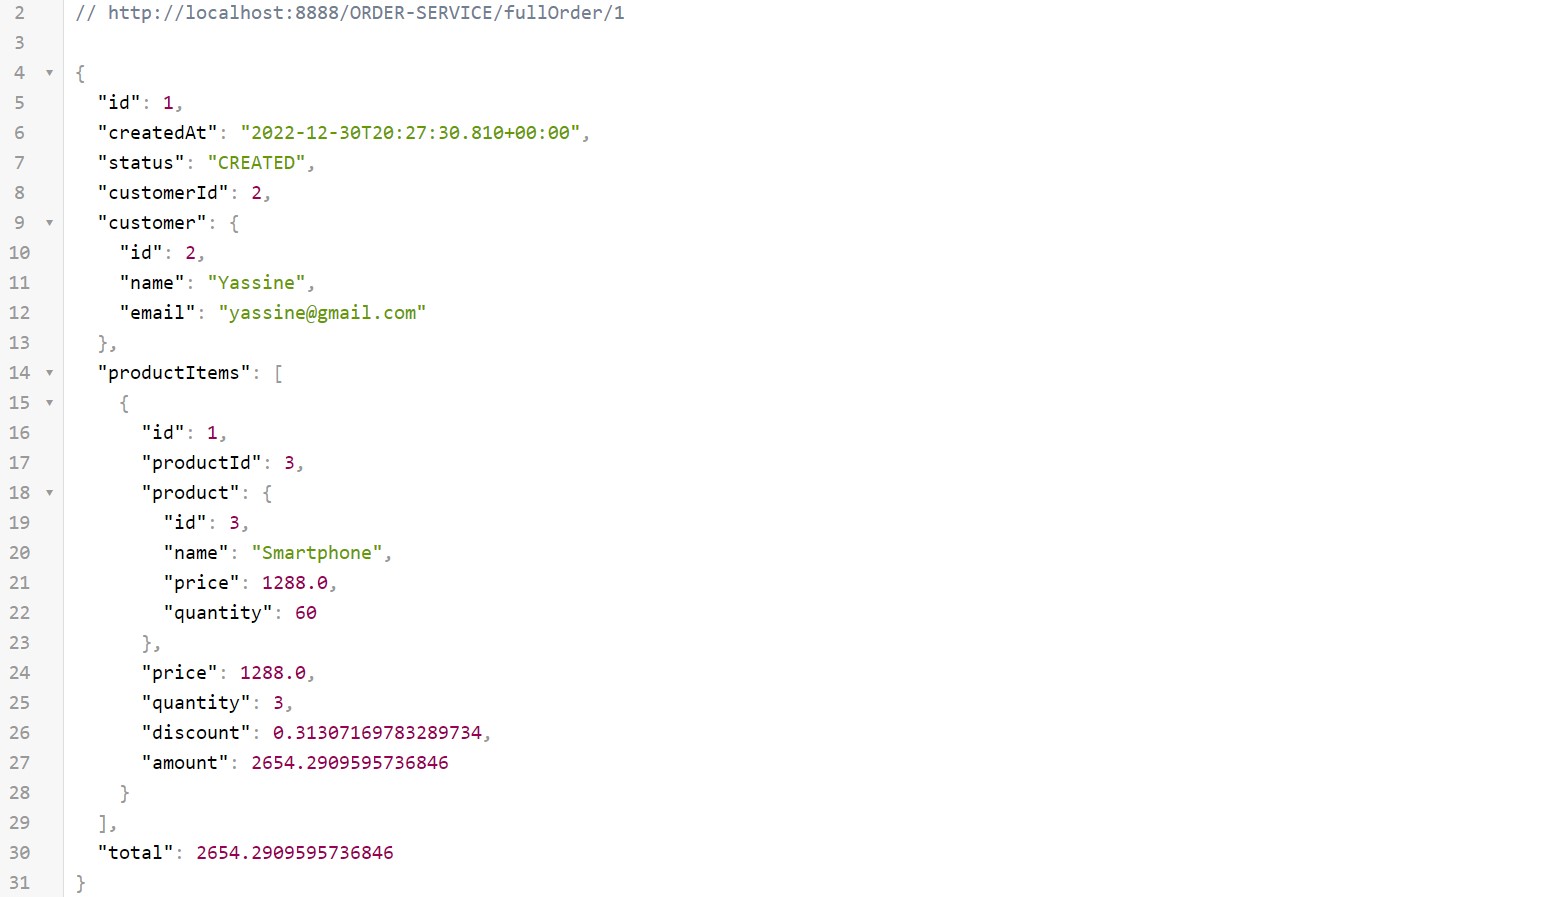 2 // http://localhost:8888/ORDER-SERVICE/fullOrder/1
3
4 {
5 "id": 1,
6 "createdAt": "2022-12-30T20:27:30.810+00:00",
7 "status": "CREATED",
8 "customerId": 2,
9 "customer": {
10 "id": 2,
11 "name": "Yassine",
12 "email": "yassine@gmail.com"
13 },
14 "productItems": [
15 {
16 "id": 1,
17 "productId": 3,
18 "product": {
19 "id": 3,
20 "name": "Smartphone",
21 "price": 1288.0,
22 "quantity": 60
23 },
24 "price": 1288.0,
25 "quantity": 3,
26 "discount": 0.31307169783289734,
27 "amount": 2654.2909595736846
28 }
29 ],
30 "total": 2654.2909595736846
31 }